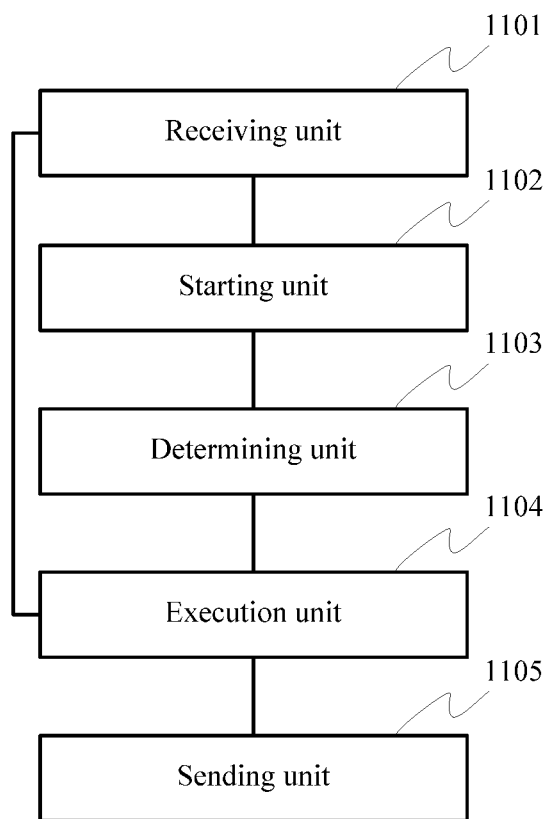 1101
Receiving unit
1102
Starting unit
1103
Determining unit
1104
Execution unit
1105
Sending unit